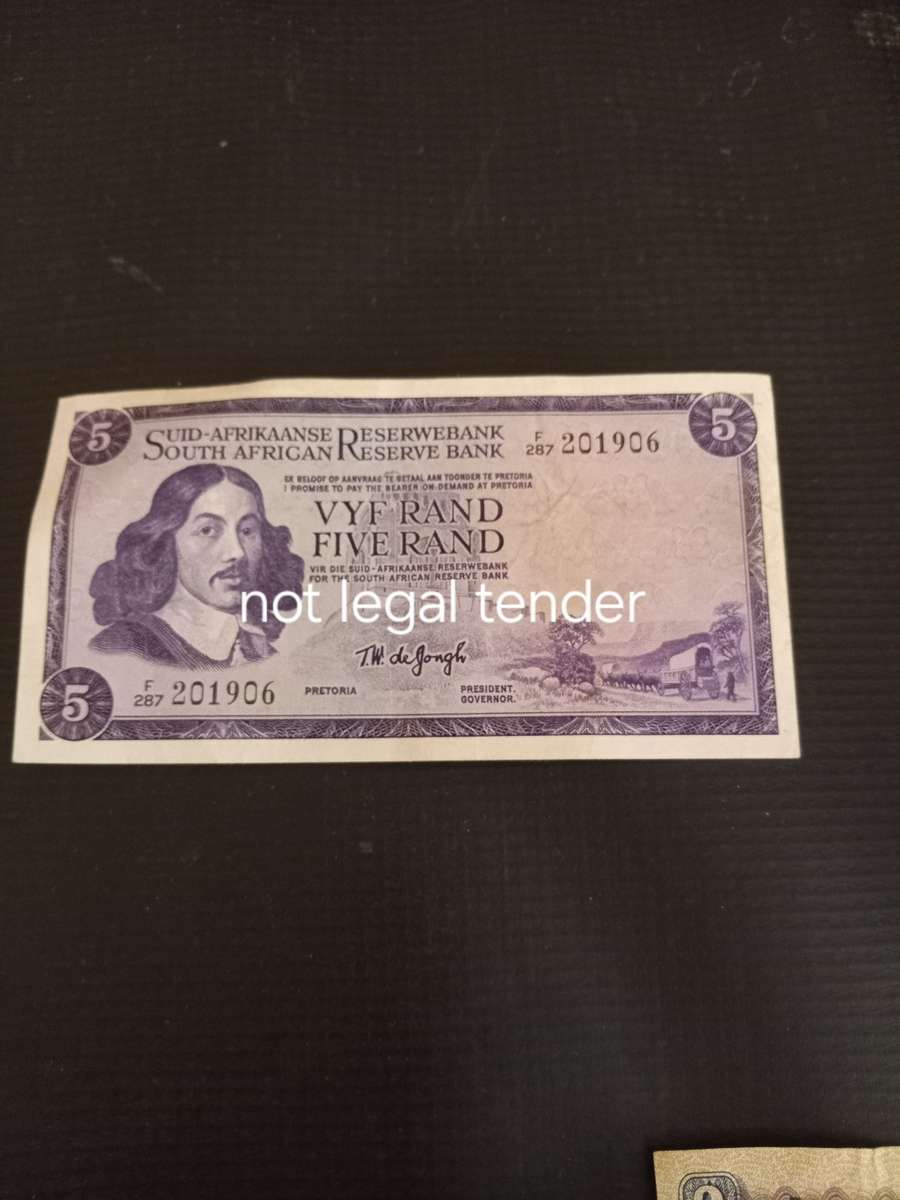 5
5
SUID-AFRIKAANSE RESERWEBANK
SOUTH AFRICAN RESERVE BANK
F
287 201906
EK BELOOF OP AANVRAAG TE BETAAL AAN TOONDER TE PRETORIA
I PROMISE TO PAY THE BEARER ON DEMAND AT PRETORIA
VYF RAND
FIVE RAND
VIR DIE SUID-AFRIKAANSE RESERWEBANK
FOR THE SOUTH AFRICAN RESERVE BANK
not legal tender
T.W. de Jongh
F
287 201906
PRETORIA
PRESIDENT.
GOVERNOR.
5